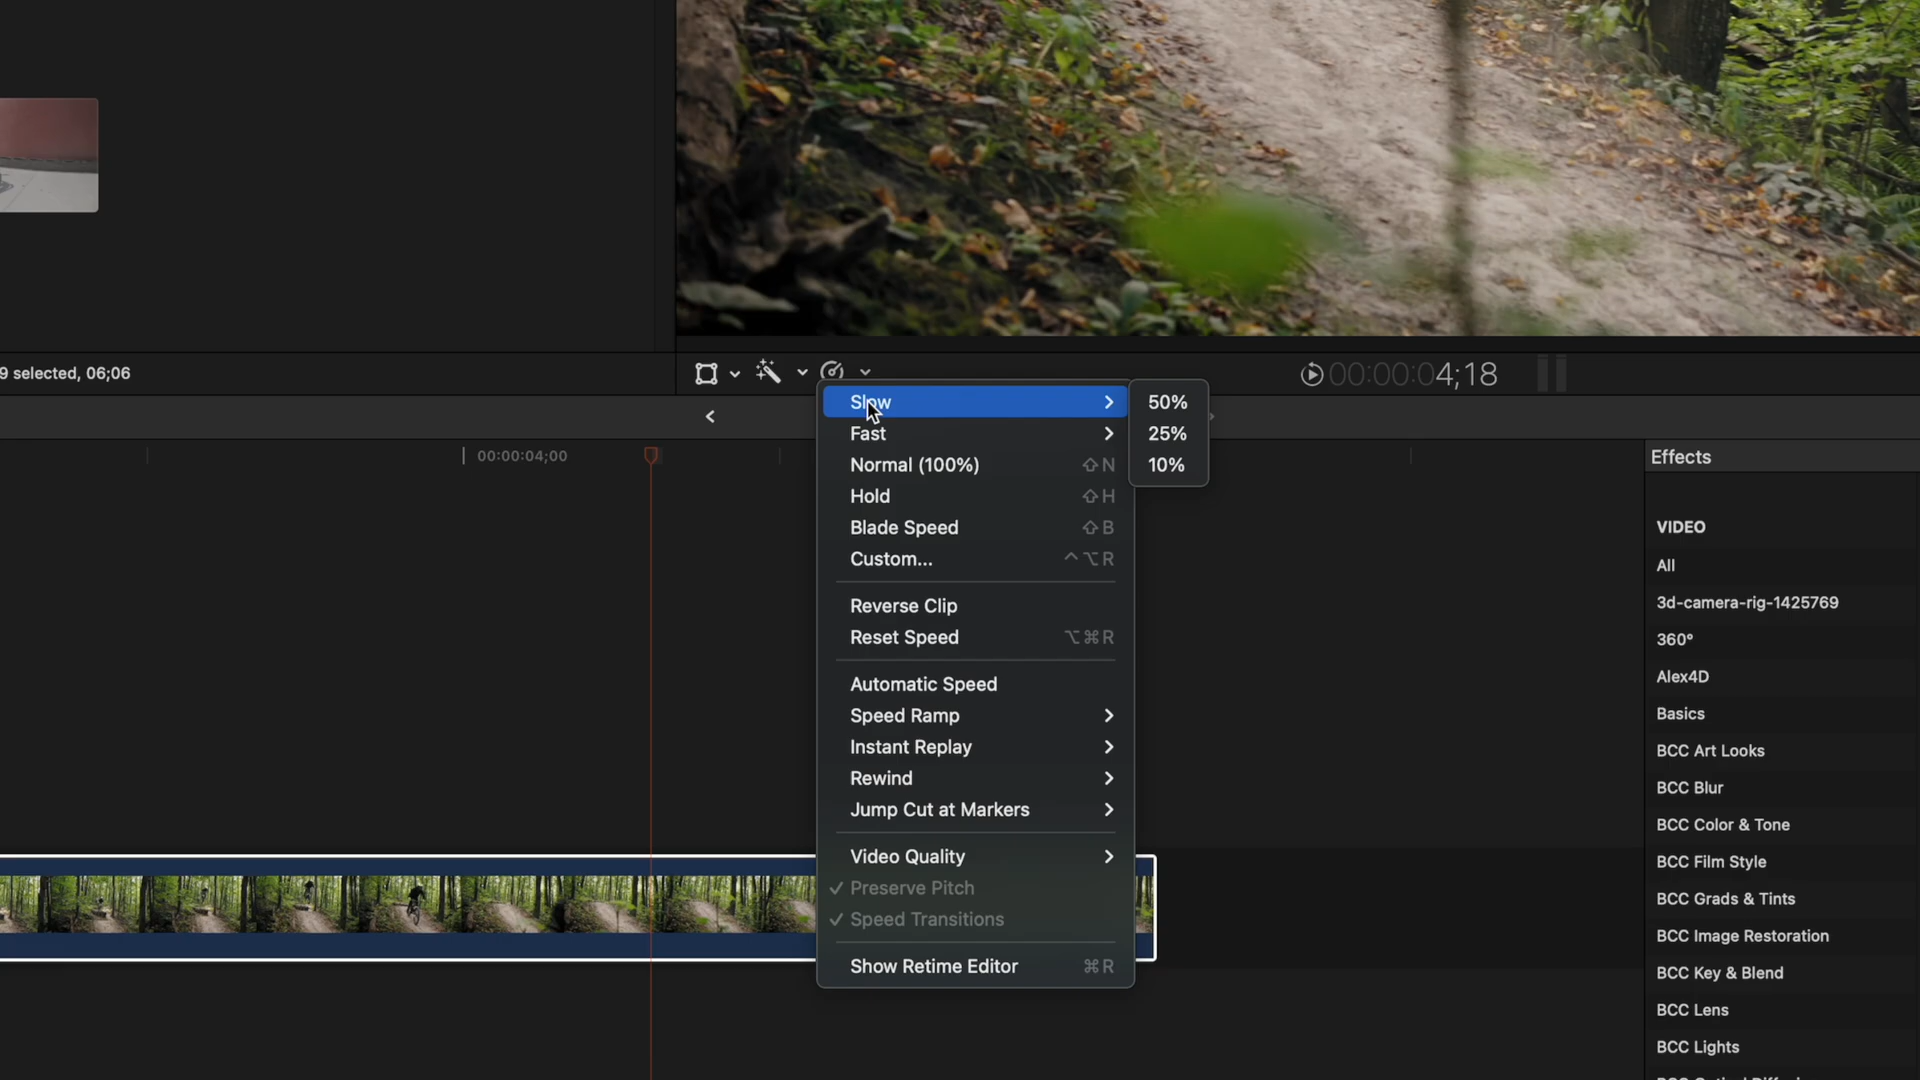 9 selected, 06;06
00:00:04;18
00:00:04;00
Slow
Fast
Normal (100%) ⇧N
Hold ⇧H
Blade Speed ⇧B
Custom... ^⌥R
Reverse Clip
Reset Speed ⌥⌘R
Automatic Speed
Speed Ramp
Instant Replay
Rewind
Jump Cut at Markers
Video Quality
✓ Preserve Pitch
✓ Speed Transitions
Show Retime Editor ⌘R
50%
25%
10%
Effects
VIDEO
All
3d-camera-rig-1425769
360°
Alex4D
Basics
BCC Art Looks
BCC Blur
BCC Color & Tone
BCC Film Style
BCC Grads & Tints
BCC Image Restoration
BCC Key & Blend
BCC Lens
BCC Lights